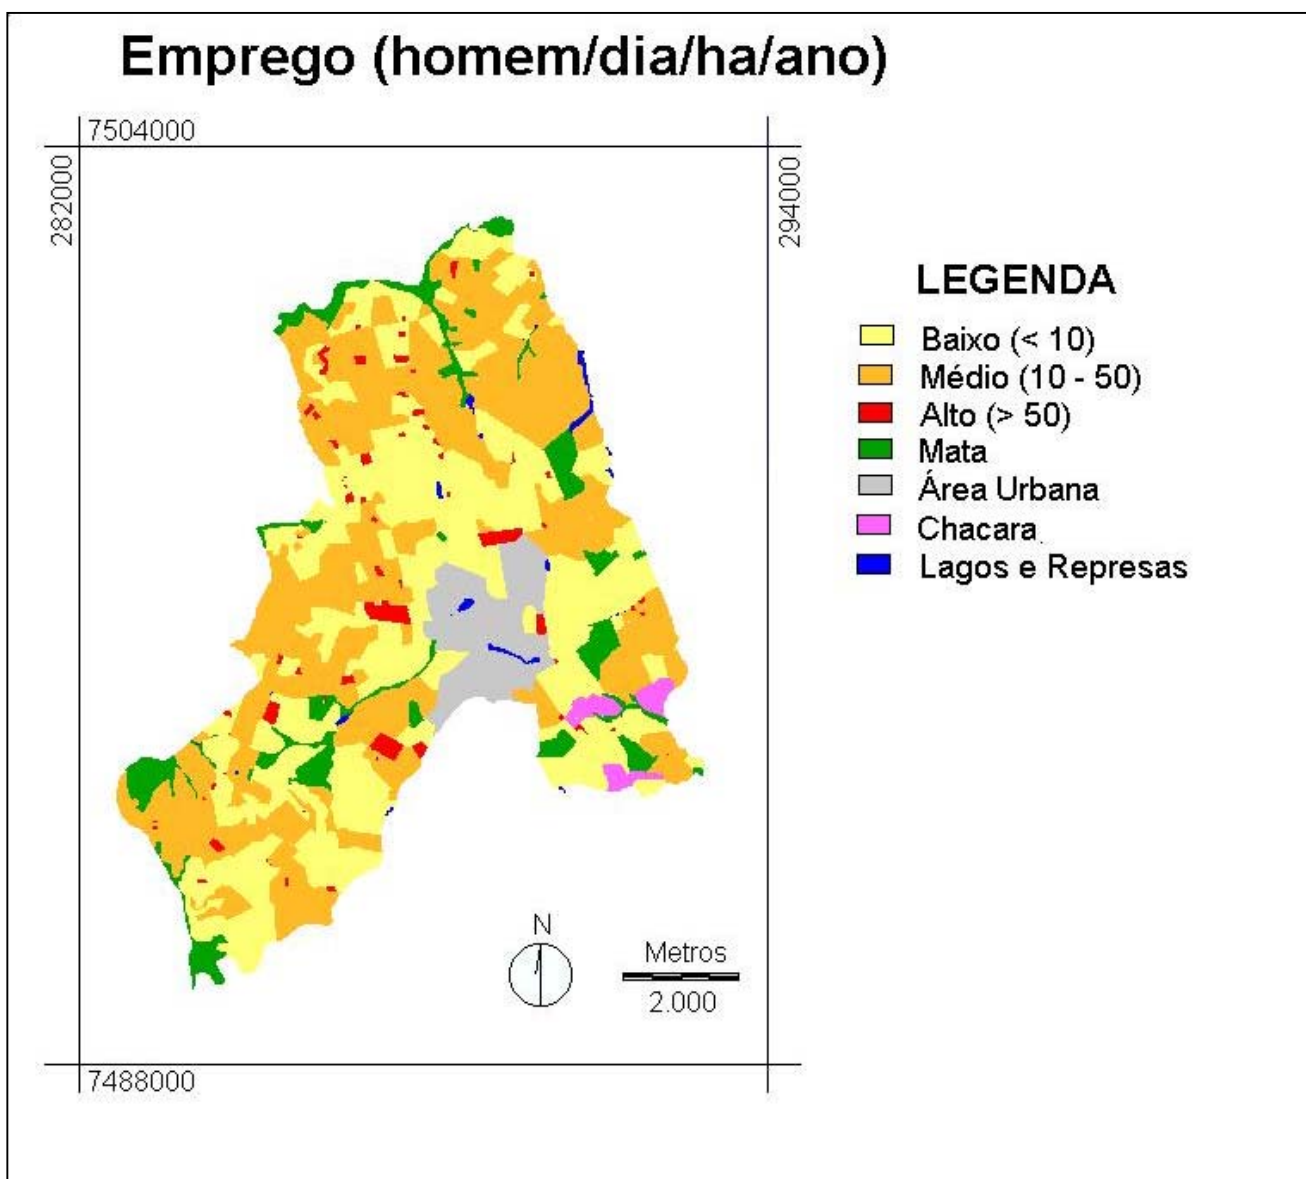 Emprego (homem/dia/ha/ano)
7504000
282000
294000
LEGENDA
Baixo (< 10)
Médio (10 - 50)
Alto (> 50)
Mata
Área Urbana
Chacara
Lagos e Represas
N
Metros
2.000
7488000